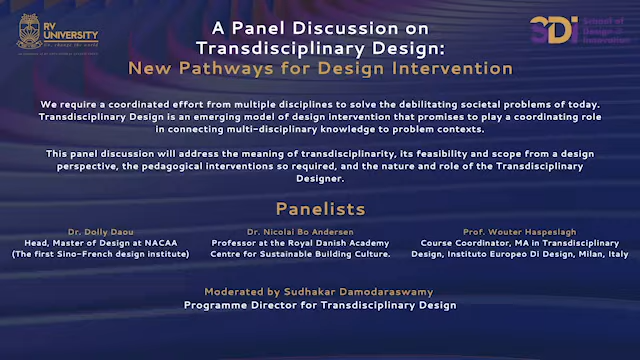 RV
UNIVERSITY
Go, change the world
A Panel Discussion on
Transdisciplinary Design:
New Pathways for Design Intervention
SDI School of
Design &
Innovation
We require a coordinated effort from multiple disciplines to solve the debilitating societal problems of today.
Transdisciplinary Design is an emerging model of design intervention that promises to play a coordinating role
in connecting multi-disciplinary knowledge to problem contexts.
This panel discussion will address the meaning of transdisciplinarity, its feasibility and scope from a design
perspective, the pedagogical interventions so required, and the nature and role of the Transdisciplinary
Designer.
Panelists
Dr. Dolly Daou
Head, Master of Design at NACAA
(The first Sino-French design institute)
Dr. Nicolai Bo Andersen
Professor at the Royal Danish Academy
Centre for Sustainable Building Culture.
Prof. Wouter Haspeslagh
Course Coordinator, MA in Transdisciplinary
Design, Instituto Europeo Di Design, Milan, Italy
Moderated by Sudhakar Damodaraswamy
Programme Director for Transdisciplinary Design